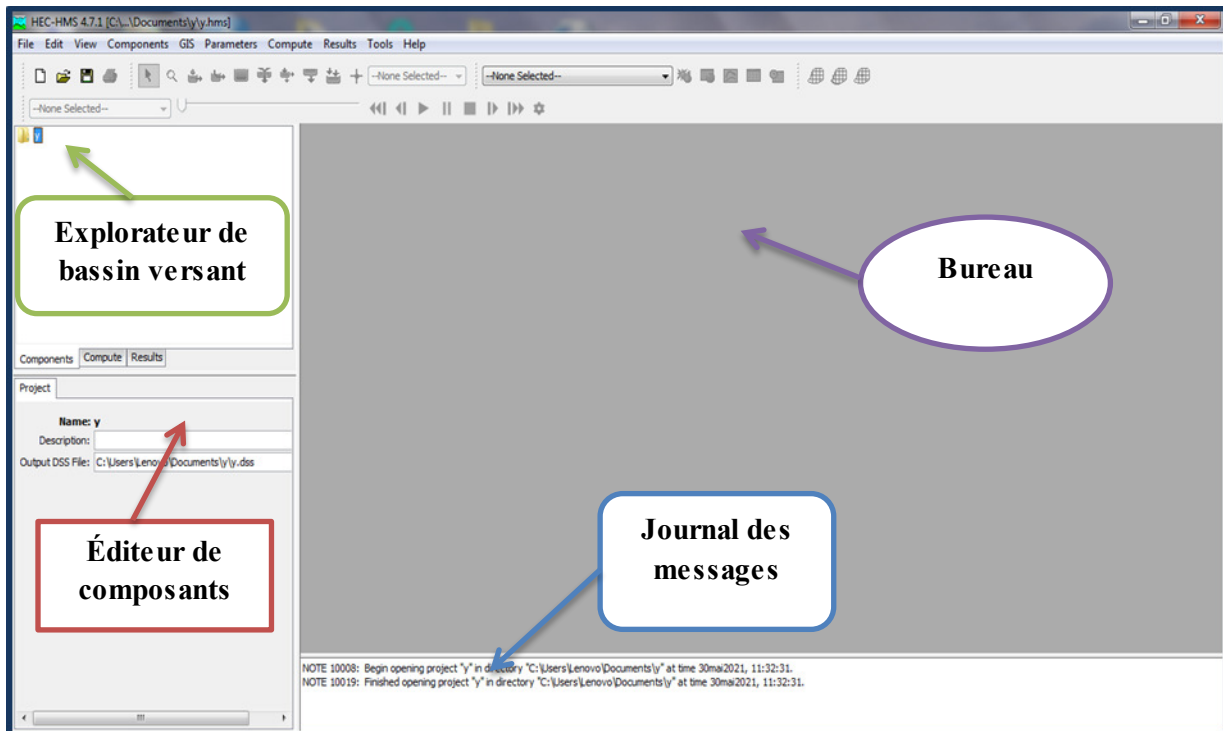 HEC-HMS 4.7.1 [C:\...\Documents\y\y.hms]
File Edit View Components GIS Parameters Compute Results Tools Help
--None Selected-- --None Selected--
--None Selected--
y
Explorateur de
bassin versant
Bureau
Components Compute Results
Project
Name: y
Description:
Output DSS File: C:\Users\Lenovo\Documents\y\y.dss
Éditeur de
composants
Journal des
messages
NOTE 10008: Begin opening project "y" in directory "C:\Users\Lenovo\Documents\y" at time 30mai2021, 11:32:31.
NOTE 10019: Finished opening project "y" in directory "C:\Users\Lenovo\Documents\y" at time 30mai2021, 11:32:31.